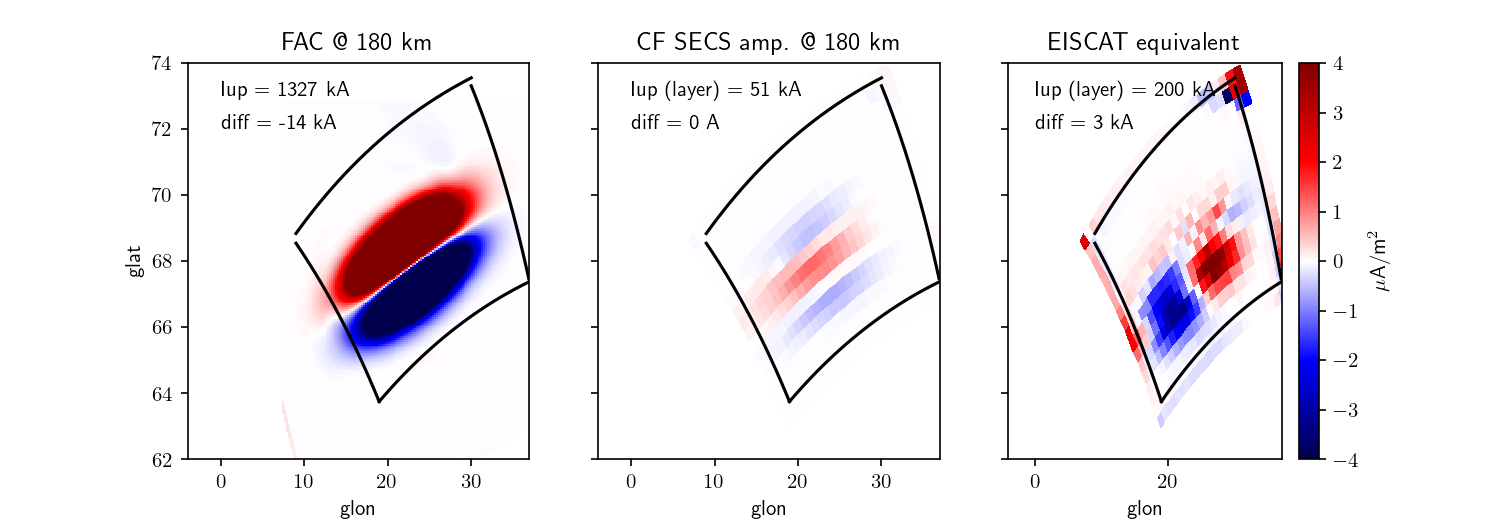 FAC @ 180 km
CF SECS amp. @ 180 km
EISCAT equivalent
Iup = 1327 kA
diff = -14 kA
Iup (layer) = 51 kA
diff = 0 A
Iup (layer) = 200 kA
diff = 3 kA
74
72
70
68
66
64
62
glat
0
10
20
30
glon
0
10
20
30
glon
0
20
glon
4
3
2
1
0
−1
−2
−3
−4
μA/m²